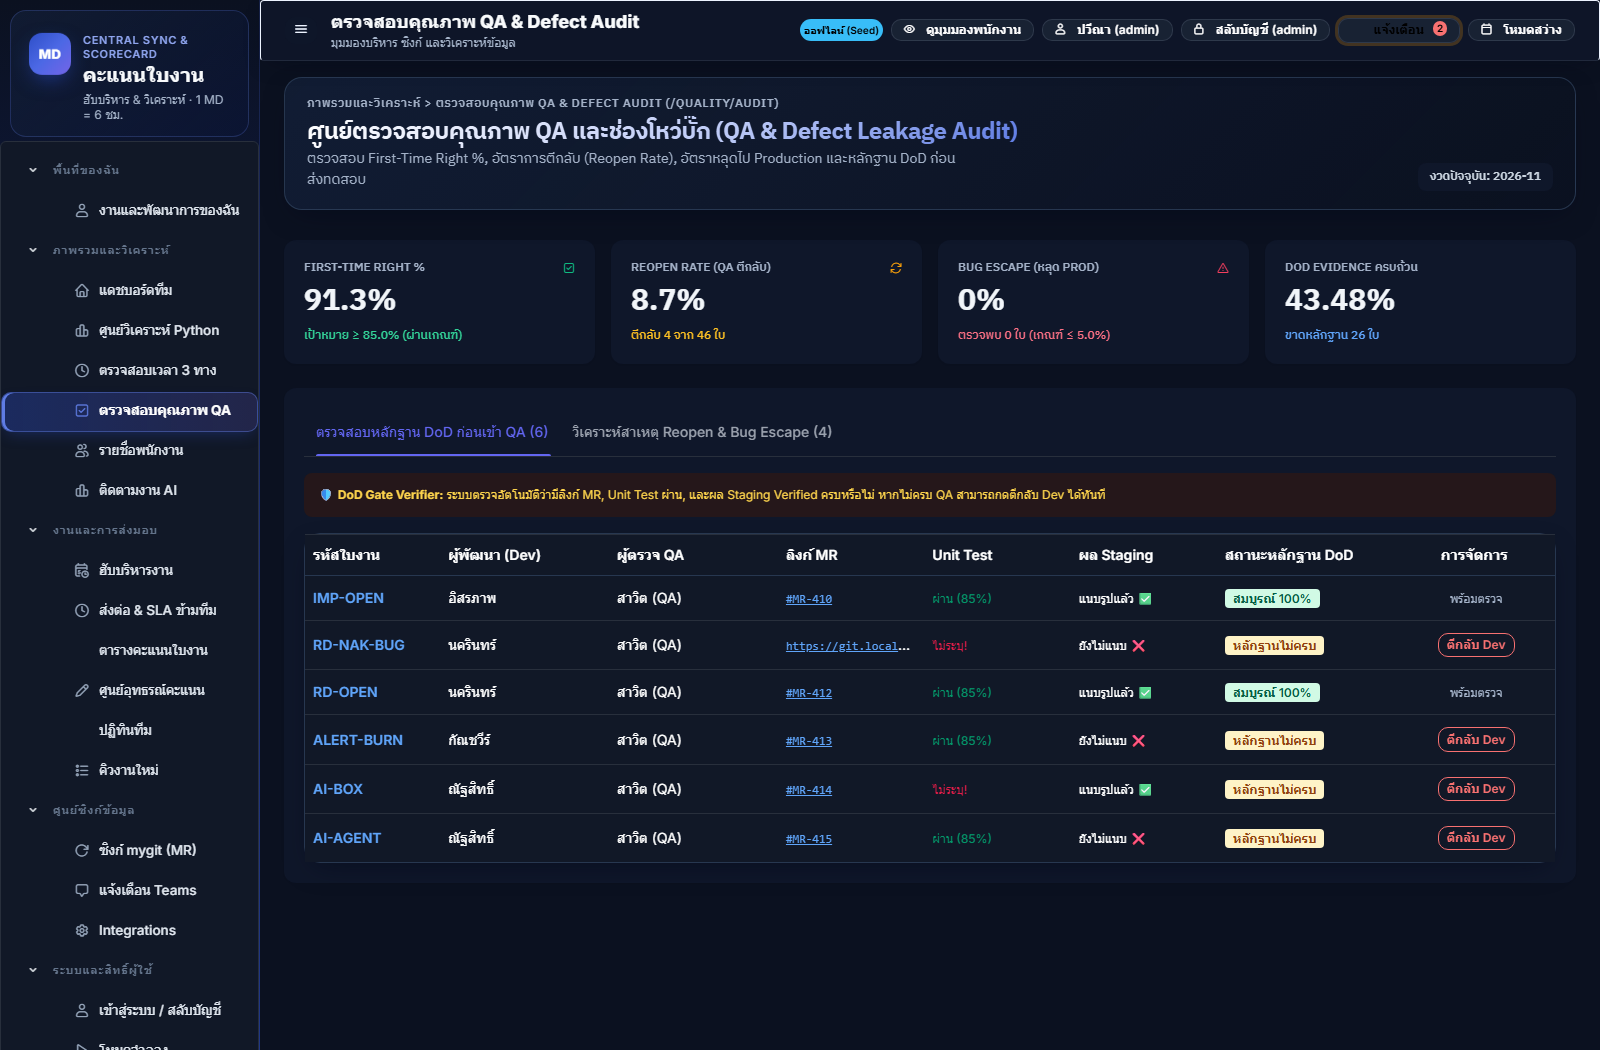 MD
CENTRAL SYNC &
SCORECARD
คะแนนใบงาน
ฮับบริหาร & วิเคราะห์ · 1 MD
= 6 ชม.
พื้นที่ของฉัน
งานและพัฒนาการของฉัน
ภาพรวมและวิเคราะห์
แดชบอร์ดทีม
ศูนย์วิเคราะห์ Python
ตรวจสอบเวลา 3 ทาง
ตรวจสอบคุณภาพ QA
รายชื่อพนักงาน
ติดตามงาน AI
งานและการส่งมอบ
ฮับบริหารงาน
ส่งต่อ & SLA ข้ามทีม
ตารางคะแนนใบงาน
ศูนย์อุทธรณ์คะแนน
ปฏิทินทีม
คิวงานใหม่
ศูนย์ซิงก์ข้อมูล
ซิงก์ mygit (MR)
แจ้งเตือน Teams
Integrations
ระบบและสิทธิ์ผู้ใช้
เข้าสู่ระบบ / สลับบัญชี
ตรวจสอบคุณภาพ QA & Defect Audit
มุมมองบริหาร ซิงก์ และวิเคราะห์ข้อมูล
ออฟไลน์ (Seed)
ดูมุมมองพนักงาน
ปวีณา (admin)
สลับบัญชี (admin)
แจ้งเตือน 2
โหมดสว่าง
ภาพรวมและวิเคราะห์ > ตรวจสอบคุณภาพ QA & DEFECT AUDIT (/QUALITY/AUDIT)
ศูนย์ตรวจสอบคุณภาพ QA และช่องโหว่บั๊ก (QA & Defect Leakage Audit)
ตรวจสอบ First-Time Right %, อัตราการตีกลับ (Reopen Rate), อัตราหลุดไป Production และหลักฐาน DoD ก่อน
ส่งทดสอบ
งวดปัจจุบัน: 2026-11
FIRST-TIME RIGHT %
91.3%
เป้าหมาย ≥ 85.0% (ผ่านเกณฑ์)
REOPEN RATE (QA ตีกลับ)
8.7%
ตีกลับ 4 จาก 46 ใบ
BUG ESCAPE (หลุด PROD)
0%
ตรวจพบ 0 ใบ (เกณฑ์ ≤ 5.0%)
DOD EVIDENCE ครบถ้วน
43.48%
ขาดหลักฐาน 26 ใบ
ตรวจสอบหลักฐาน DoD ก่อนเข้า QA (6)
วิเคราะห์สาเหตุ Reopen & Bug Escape (4)
DoD Gate Verifier: ระบบตรวจอัตโนมัติว่ามีลิงก์ MR, Unit Test ผ่าน, และผล Staging Verified ครบหรือไม่ หากไม่ครบ QA สามารถกดตีกลับ Dev ได้ทันที
รหัสใบงาน ผู้พัฒนา (Dev) ผู้ตรวจ QA ลิงก์ MR Unit Test ผล Staging สถานะหลักฐาน DoD การจัดการ
IMP-OPEN อิสรภาพ สาวิต (QA) #MR-410 ผ่าน (85%) แนบรูปแล้ว ✅ สมบูรณ์ 100% พร้อมตรวจ
RD-NAK-BUG นครินทร์ สาวิต (QA) https://git.local... ไม่ระบุ! ยังไม่แนบ ❌ หลักฐานไม่ครบ ตีกลับ Dev
RD-OPEN นครินทร์ สาวิต (QA) #MR-412 ผ่าน (85%) แนบรูปแล้ว ✅ สมบูรณ์ 100% พร้อมตรวจ
ALERT-BURN กัณชวีร์ สาวิต (QA) #MR-413 ผ่าน (85%) ยังไม่แนบ ❌ หลักฐานไม่ครบ ตีกลับ Dev
AI-BOX ณัฐสิทธิ์ สาวิต (QA) #MR-414 ไม่ระบุ! แนบรูปแล้ว ✅ หลักฐานไม่ครบ ตีกลับ Dev
AI-AGENT ณัฐสิทธิ์ สาวิต (QA) #MR-415 ผ่าน (85%) ยังไม่แนบ ❌ หลักฐานไม่ครบ ตีกลับ Dev